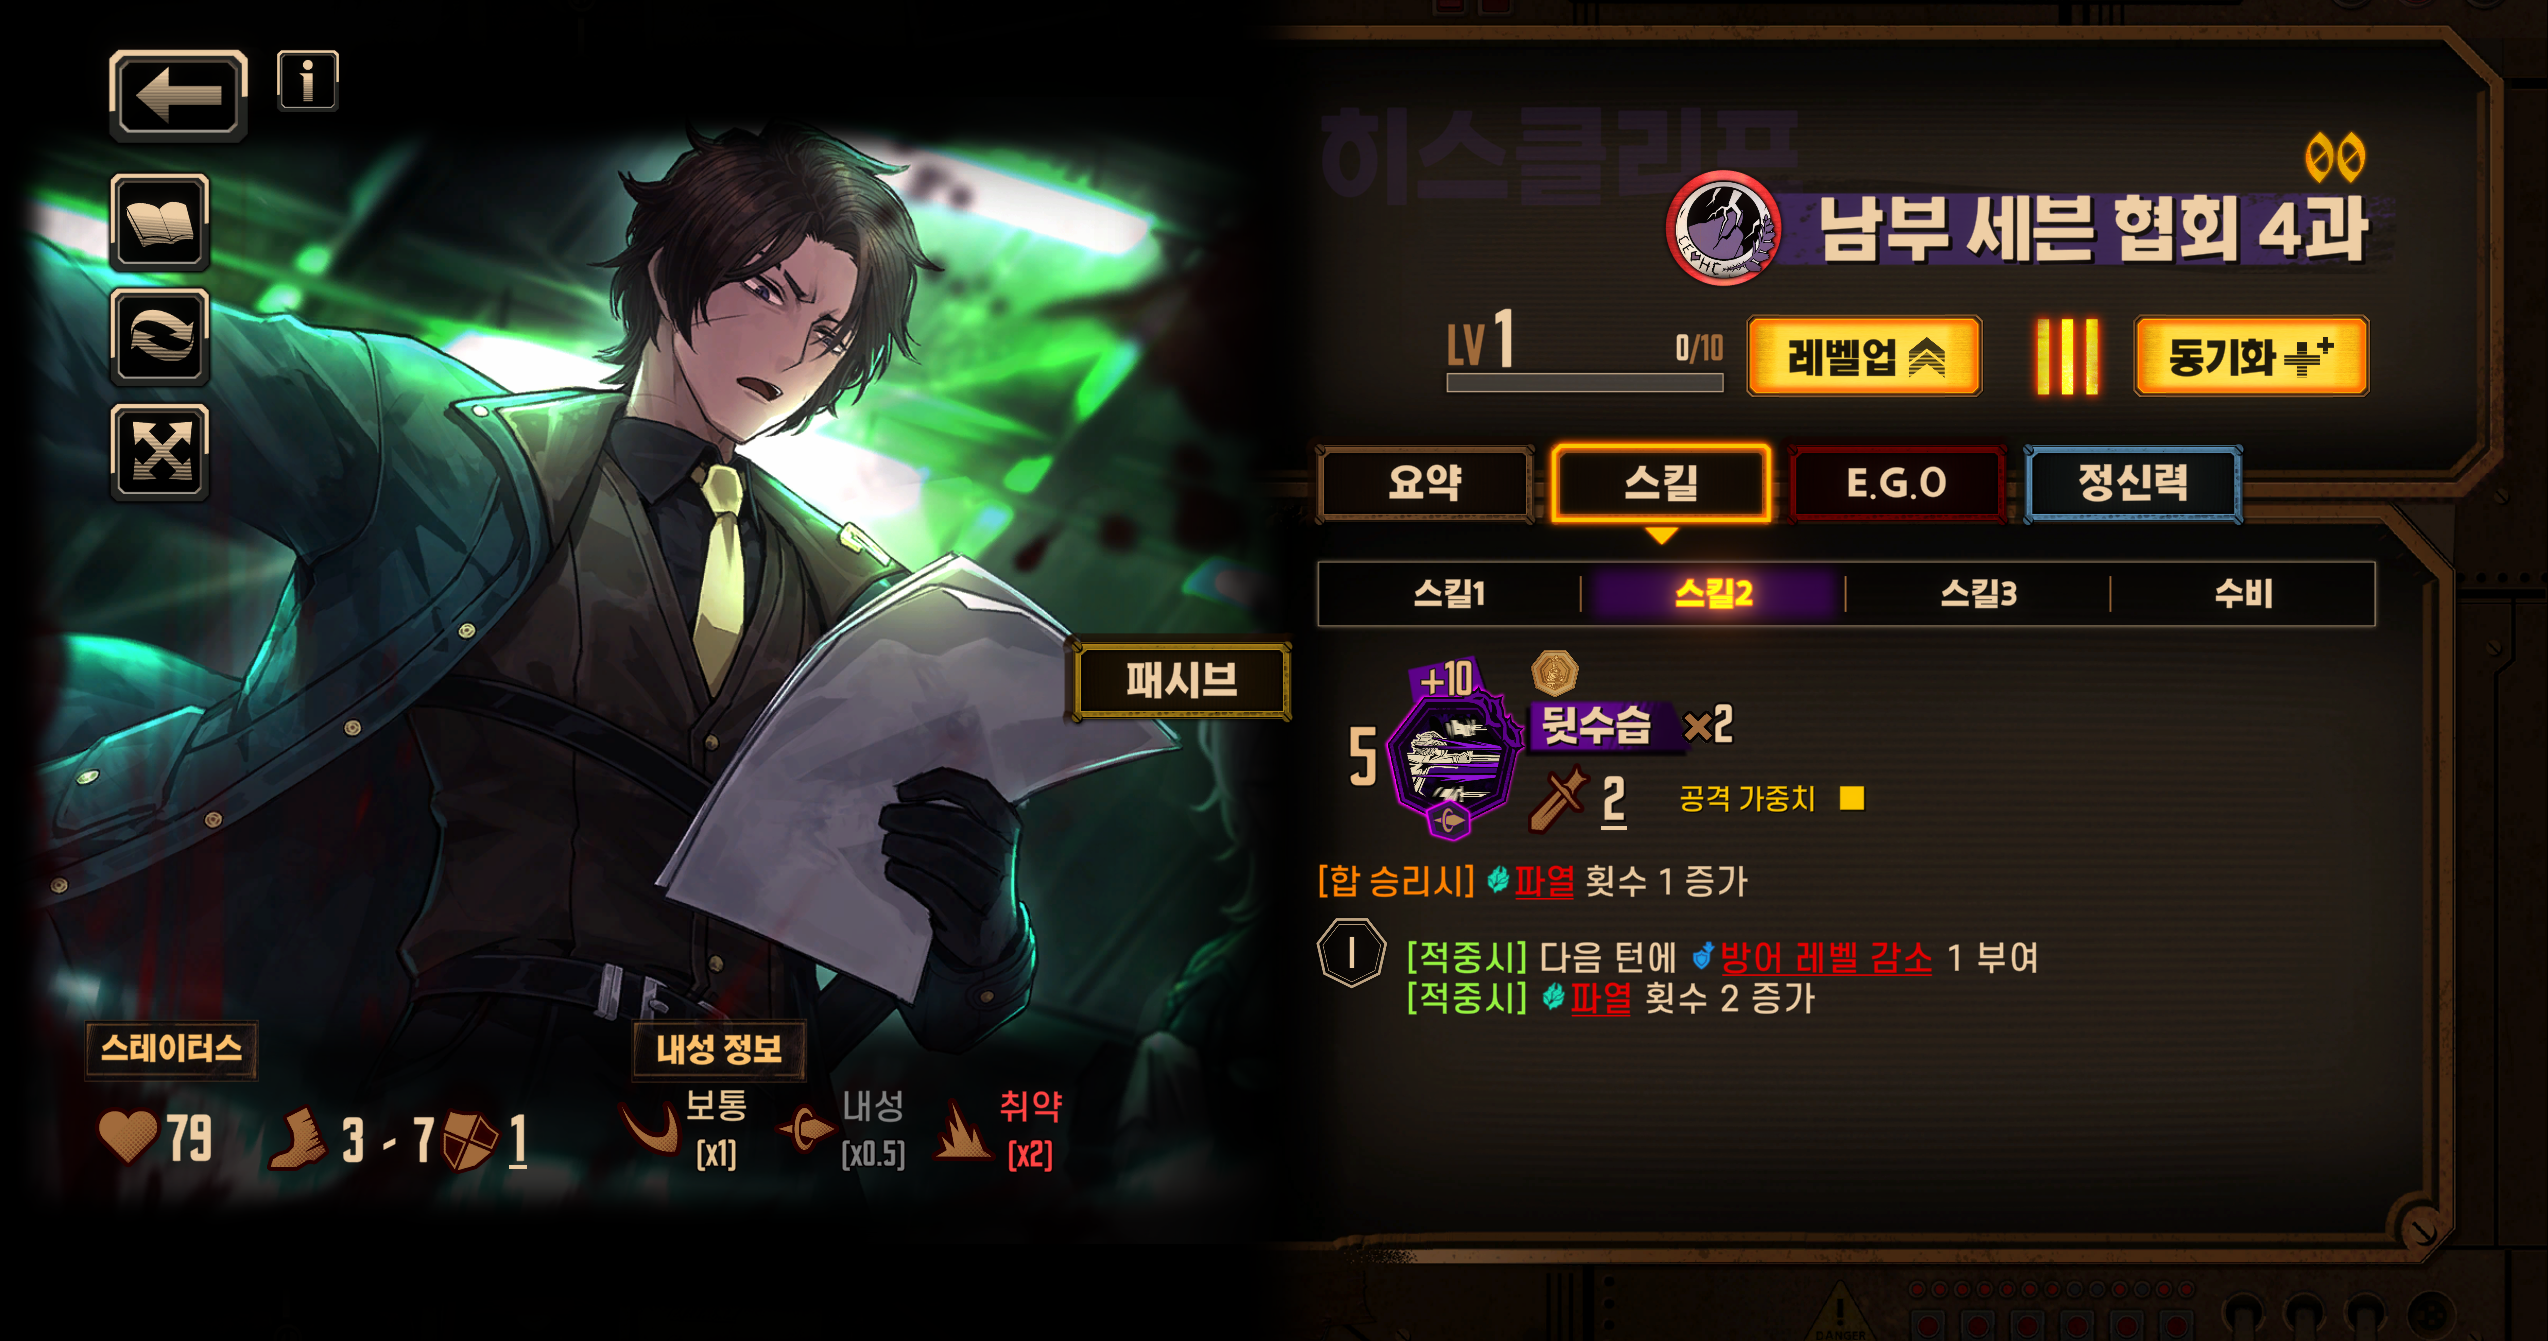 히스클리프
남부 세븐 협회 4과
LV 1
0/10
레벨업
동기화
요약
스킬
E.G.O
정신력
스킬1
스킬2
스킬3
수비
패시브
+10
5
뒷수습 ×2
2
공격 가중치
[합 승리시] 파열 횟수 1 증가
I
[적중시] 다음 턴에 방어 레벨 감소 1 부여
[적중시] 파열 횟수 2 증가
스테이터스
79
3 - 7
1
내성 정보
보통
[x1]
내성
[x0.5]
취약
[x2]
DANGER